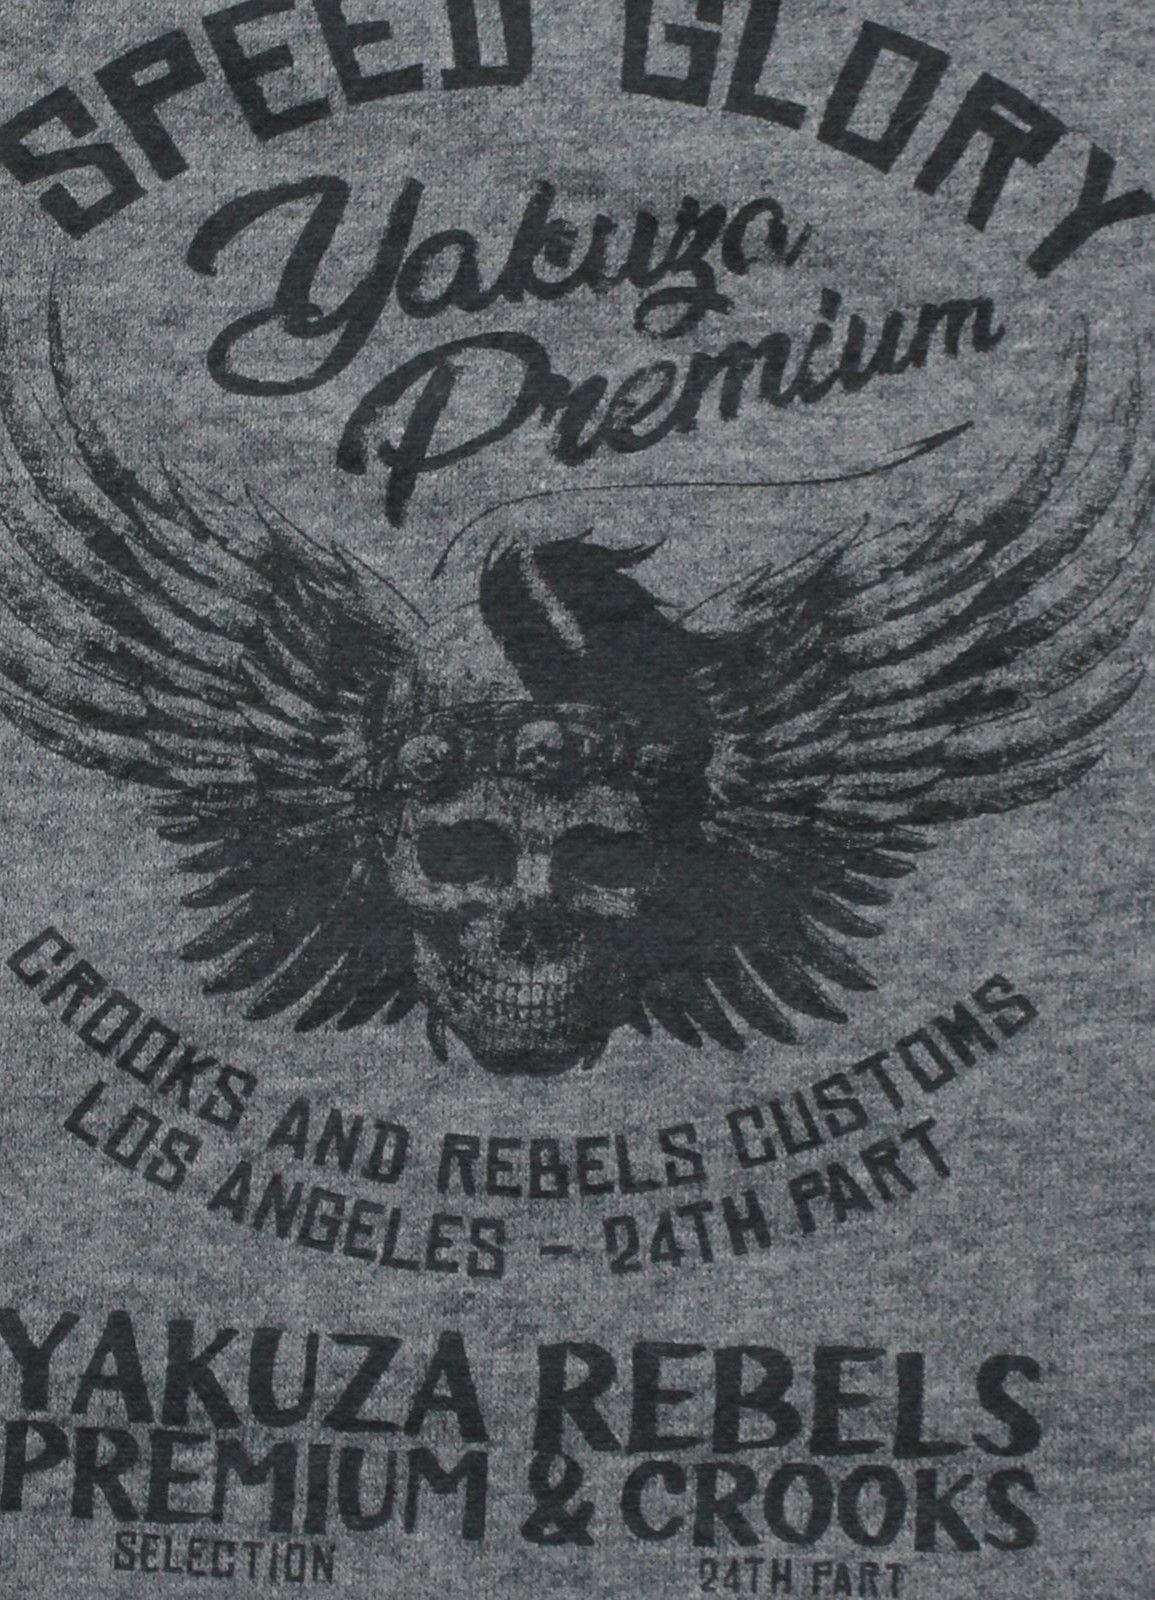 SPEED GLORY
Yakuza
Premium
CROOKS AND REBELS CUSTOMS
LOS ANGELES - 24TH PART
YAKUZA REBELS
PREMIUM & CROOKS
SELECTION 24TH PART